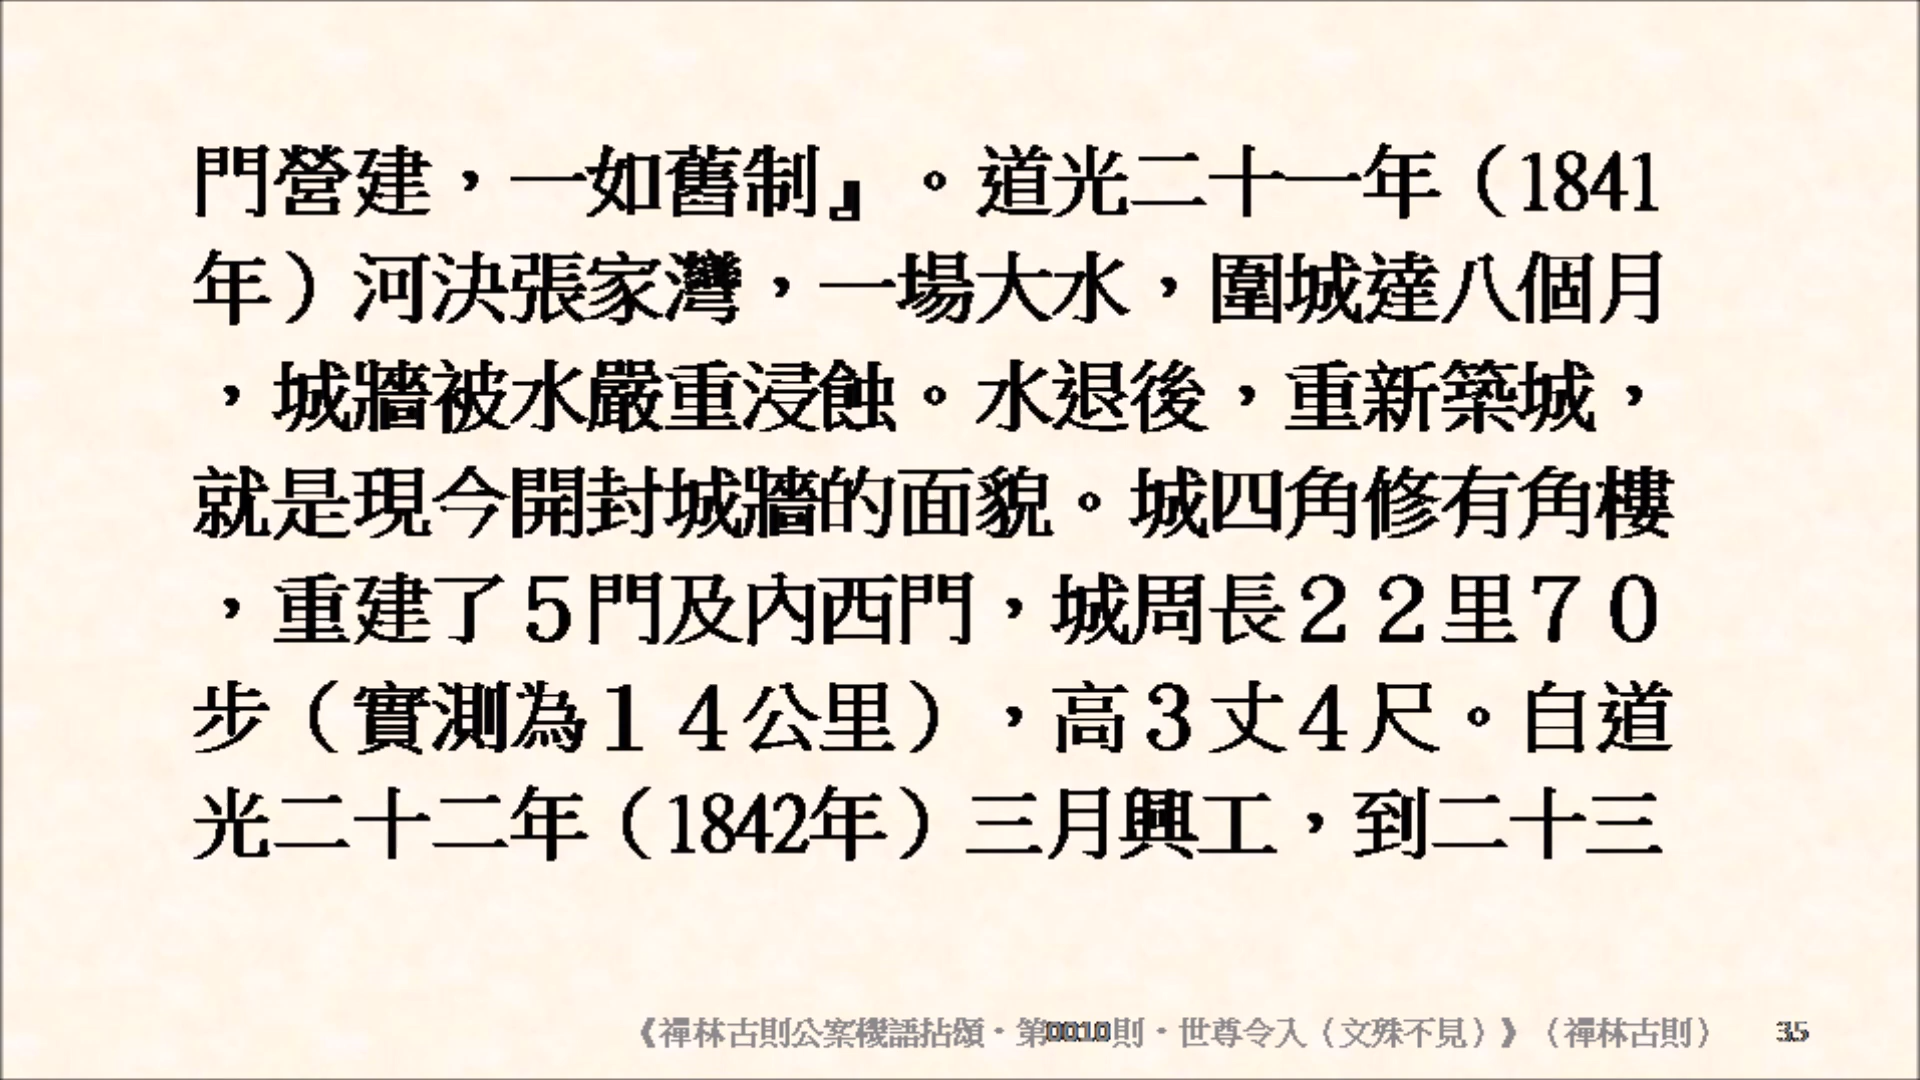 門營建，一如舊制』。道光二十一年（1841
年）河決張家灣，一場大水，圍城達八個月
，城牆被水嚴重浸蝕。水退後，重新築城，
就是現今開封城牆的面貌。城四角修有角樓
，重建了５門及內西門，城周長２２里７０
步（實測為１４公里），高３丈４尺。自道
光二十二年（1842年）三月興工，到二十三
《禪林古則公案機語拈頌·第0010則·世尊令入（文殊不見）》（禪林古則） 35